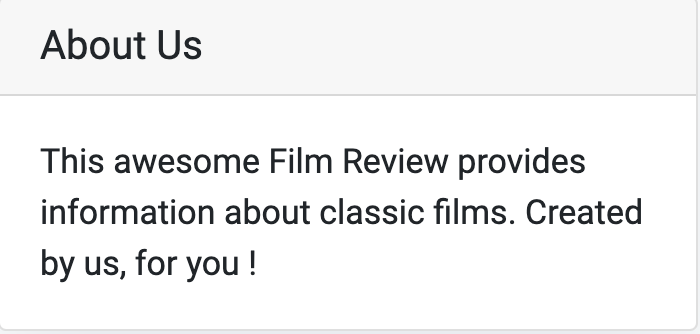 About Us
This awesome Film Review provides
information about classic films. Created
by us, for you !